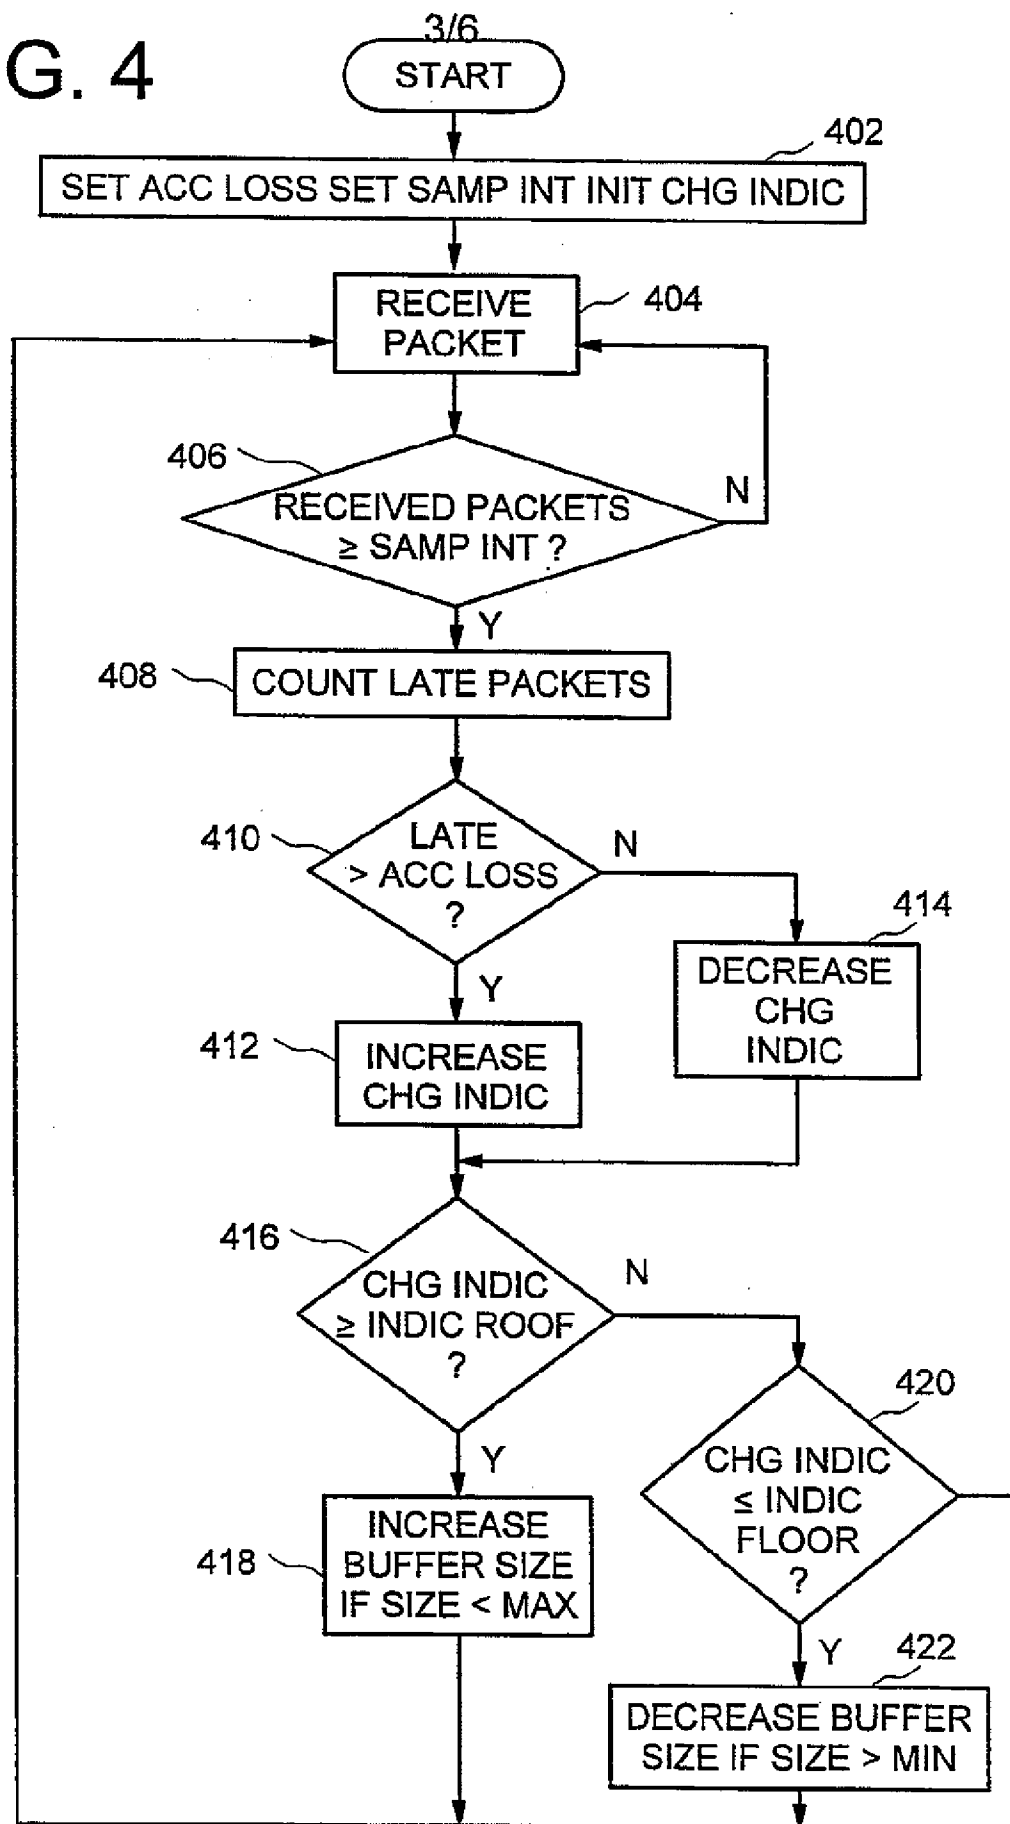 3/6
G. 4
START
402
SET ACC LOSS SET SAMP INT INIT CHG INDIC
RECEIVE
PACKET
404
406
RECEIVED PACKETS
≥ SAMP INT ?
N
Y
408
COUNT LATE PACKETS
410
LATE
> ACC LOSS
?
N
Y
414
DECREASE
CHG
INDIC
412
INCREASE
CHG INDIC
416
CHG INDIC
≥ INDIC ROOF
?
N
Y
420
CHG INDIC
≤ INDIC
FLOOR
?
Y
418
INCREASE
BUFFER SIZE
IF SIZE < MAX
422
DECREASE BUFFER
SIZE IF SIZE > MIN